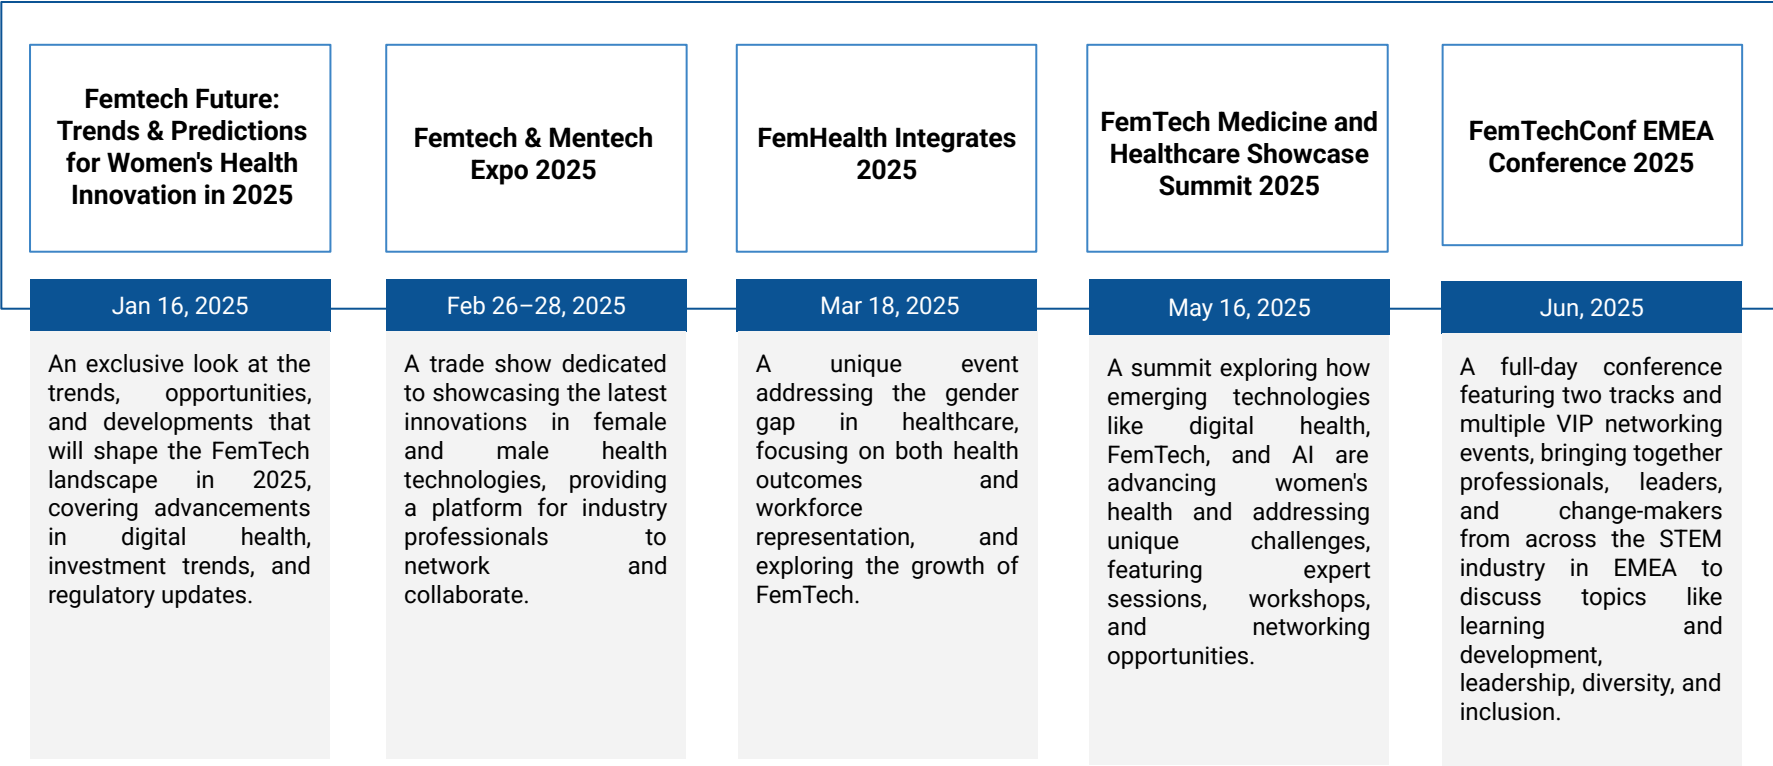 Femtech Future:
Trends & Predictions
for Women's Health
Innovation in 2025
Jan 16, 2025
An exclusive look at the
trends, opportunities,
and developments that
will shape the FemTech
landscape in 2025,
covering advancements
in digital health,
investment trends, and
regulatory updates.
Femtech & Mentech
Expo 2025
Feb 26–28, 2025
A trade show dedicated
to showcasing the latest
innovations in female
and male health
technologies, providing
a platform for industry
professionals to
network and
collaborate.
FemHealth Integrates
2025
Mar 18, 2025
A unique event
addressing the gender
gap in healthcare,
focusing on both health
outcomes and
workforce
representation, and
exploring the growth of
FemTech.
FemTech Medicine and
Healthcare Showcase
Summit 2025
May 16, 2025
A summit exploring how
emerging technologies
like digital health,
FemTech, and AI are
advancing women's
health and addressing
unique challenges,
featuring expert
sessions, workshops,
and networking
opportunities.
FemTechConf EMEA
Conference 2025
Jun, 2025
A full-day conference
featuring two tracks and
multiple VIP networking
events, bringing together
professionals, leaders,
and change-makers
from across the STEM
industry in EMEA to
discuss topics like
learning and
development,
leadership, diversity, and
inclusion.